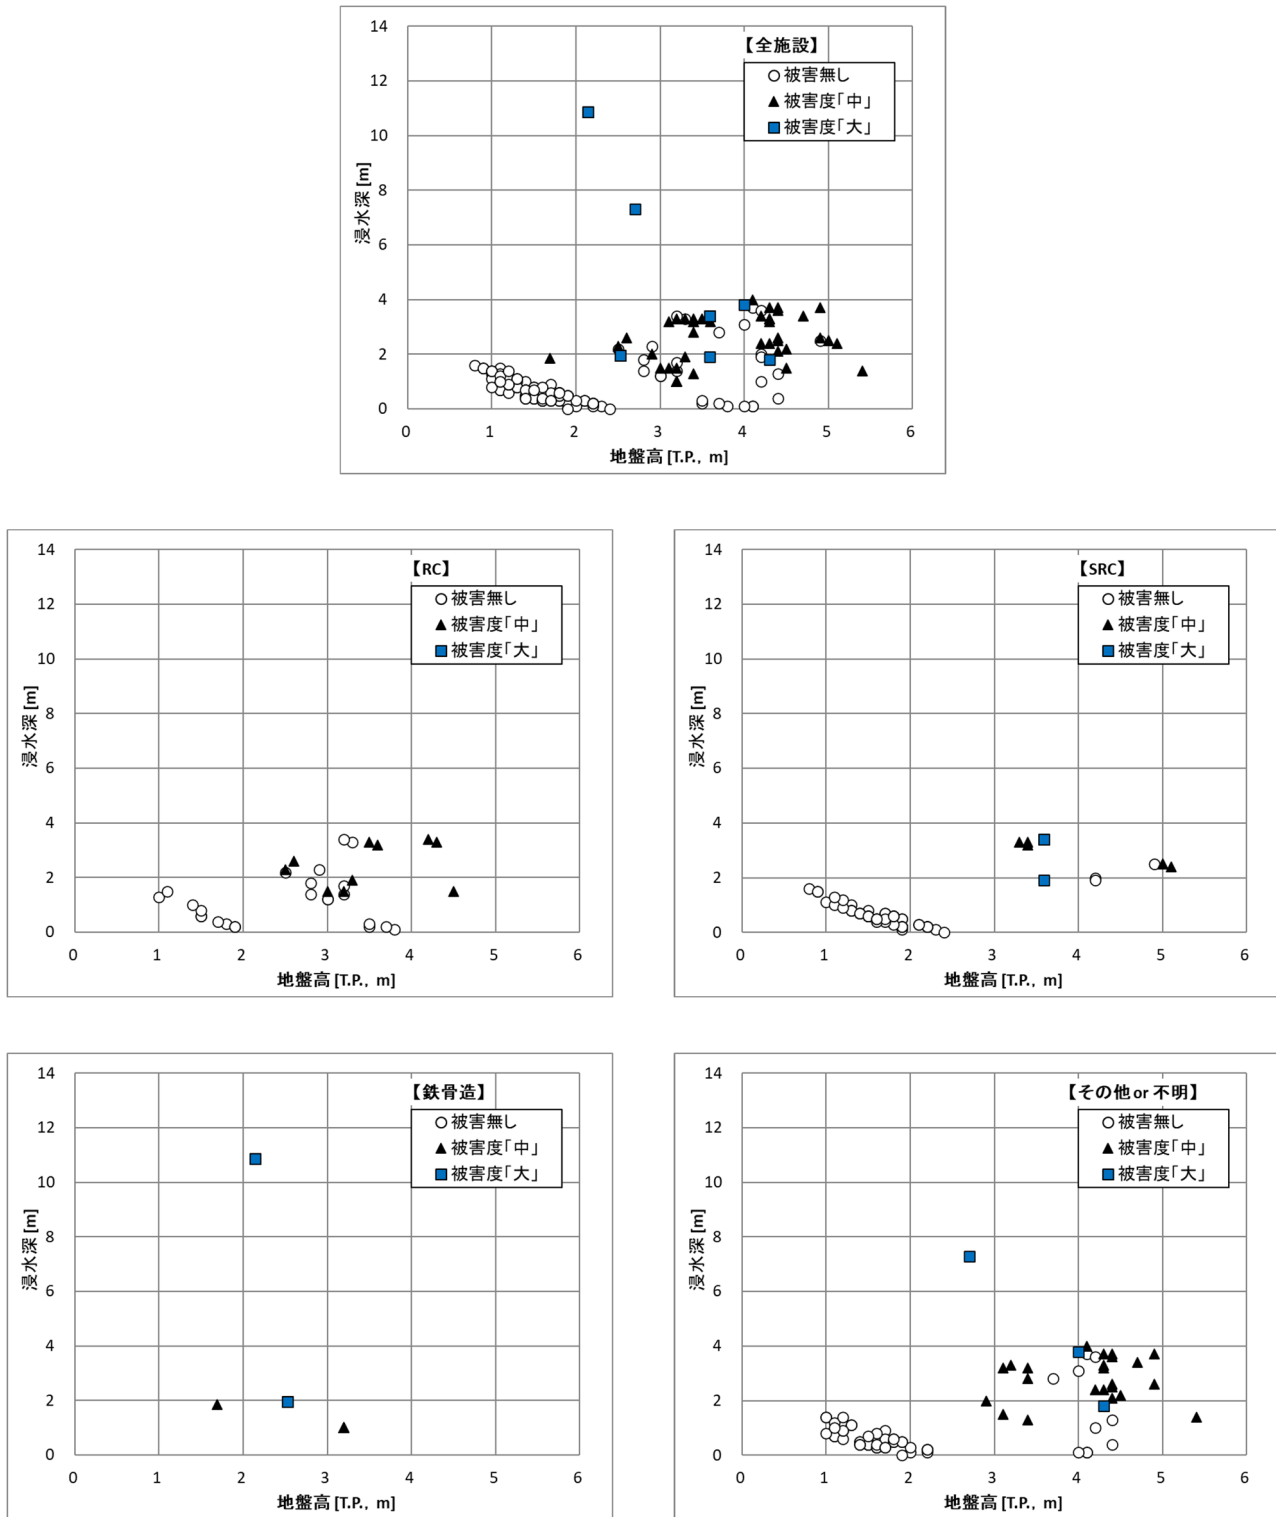 【全施設】
被害無し
被害度「中」
被害度「大」
浸水深 [m]
14
12
10
8
6
4
2
0
0 1 2 3 4 5 6
地盤高 [T.P., m]
【RC】
被害無し
被害度「中」
被害度「大」
浸水深 [m]
14
12
10
8
6
4
2
0
0 1 2 3 4 5 6
地盤高 [T.P., m]
【SRC】
被害無し
被害度「中」
被害度「大」
浸水深 [m]
14
12
10
8
6
4
2
0
0 1 2 3 4 5 6
地盤高 [T.P., m]
【鉄骨造】
被害無し
被害度「中」
被害度「大」
浸水深 [m]
14
12
10
8
6
4
2
0
0 1 2 3 4 5 6
地盤高 [T.P., m]
【その他 or 不明】
被害無し
被害度「中」
被害度「大」
浸水深 [m]
14
12
10
8
6
4
2
0
0 1 2 3 4 5 6
地盤高 [T.P., m]